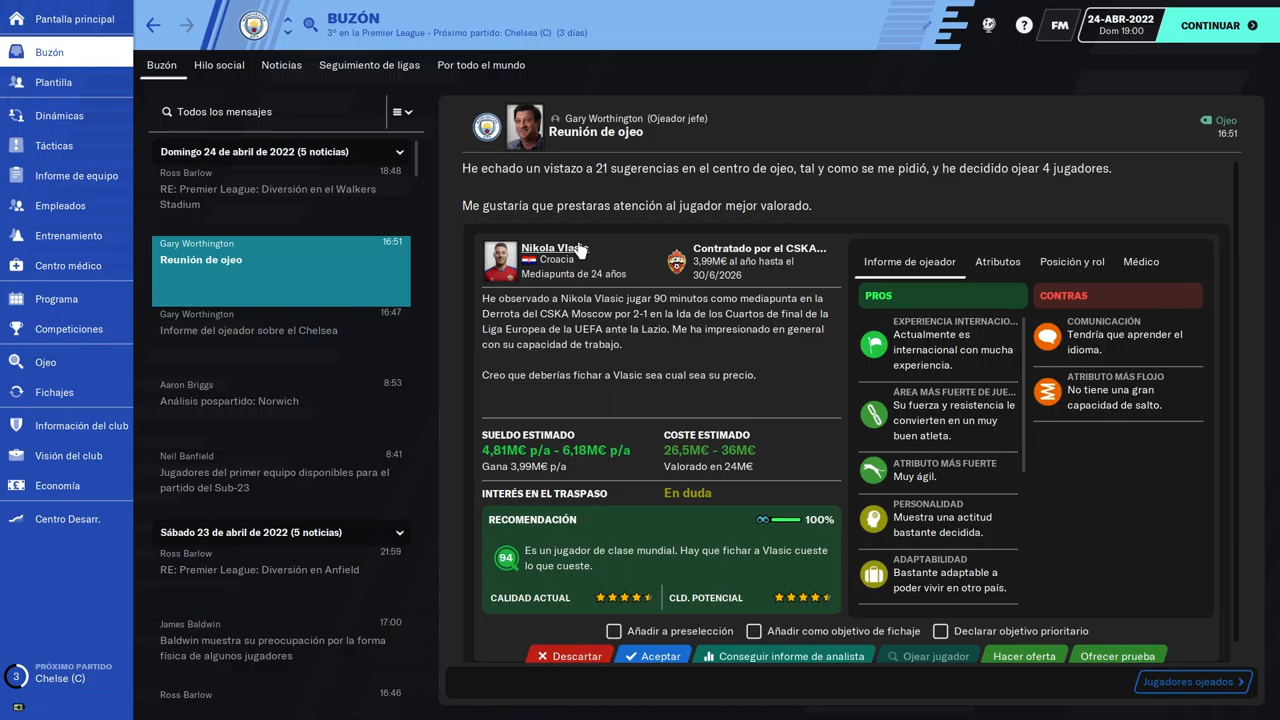 Pantalla principal
Buzón
Plantilla
Dinámicas
Tácticas
Informe de equipo
Empleados
Entrenamiento
Centro médico
Programa
Competiciones
Ojeo
Fichajes
Información del club
Visión del club
Economía
Centro Desarr.
3
PRÓXIMO PARTIDO
Chelse (C)
BUZÓN
3º en la Premier League - Próximo partido: Chelsea (C) (3 días)
FM
24-ABR-2022
Dom 19:00
CONTINUAR
Buzón
Hilo social
Noticias
Seguimiento de ligas
Por todo el mundo
Todos los mensajes
Domingo 24 de abril de 2022 (5 noticias)
Ross Barlow 18:48
RE: Premier League: Diversión en el Walkers
Stadium
Gary Worthington 16:51
Reunión de ojeo
Gary Worthington 16:47
Informe del ojeador sobre el Chelsea
Aaron Briggs 8:53
Análisis pospartido: Norwich
Neil Banfield 8:41
Jugadores del primer equipo disponibles para el
partido del Sub-23
Sábado 23 de abril de 2022 (5 noticias)
Ross Barlow 21:59
RE: Premier League: Diversión en Anfield
James Baldwin 17:00
Baldwin muestra su preocupación por la forma
física de algunos jugadores
Ross Barlow 16:46
Gary Worthington (Ojeador jefe)
Reunión de ojeo
Ojeo
16:51
He echado un vistazo a 21 sugerencias en el centro de ojeo, tal y como se me pidió, y he decidido ojear 4 jugadores.
Me gustaría que prestaras atención al jugador mejor valorado.
Nikola Vlasic
Croacia
Mediapunta de 24 años
Contratado por el CSKA...
3,99M€ al año hasta el
30/6/2026
He observado a Nikola Vlasic jugar 90 minutos como mediapunta en la
Derrota del CSKA Moscow por 2-1 en la Ida de los Cuartos de final de la
Liga Europea de la UEFA ante la Lazio. Me ha impresionado en general
con su capacidad de trabajo.
Creo que deberías fichar a Vlasic sea cual sea su precio.
SUELDO ESTIMADO
4,81M€ p/a - 6,18M€ p/a
Gana 3,99M€ p/a
COSTE ESTIMADO
26,5M€ - 36M€
Valorado en 24M€
INTERÉS EN EL TRASPASO En duda
RECOMENDACIÓN 100%
94
Es un jugador de clase mundial. Hay que fichar a Vlasic cueste
lo que cueste.
CALIDAD ACTUAL
CLD. POTENCIAL
Informe de ojeador
Atributos
Posición y rol
Médico
PROS
EXPERIENCIA INTERNACIO...
Actualmente es
internacional con mucha
experiencia.
ÁREA MÁS FUERTE DE JUE...
Su fuerza y resistencia le
convierten en un muy
buen atleta.
ATRIBUTO MÁS FUERTE
Muy ágil.
PERSONALIDAD
Muestra una actitud
bastante decidida.
ADAPTABILIDAD
Bastante adaptable a
poder vivir en otro país.
CONTRAS
COMUNICACIÓN
Tendría que aprender el
idioma.
ATRIBUTO MÁS FLOJO
No tiene una gran
capacidad de salto.
Añadir a preselección
Añadir como objetivo de fichaje
Declarar objetivo prioritario
Descartar
Aceptar
Conseguir informe de analista
Ojear jugador
Hacer oferta
Ofrecer prueba
Jugadores ojeados